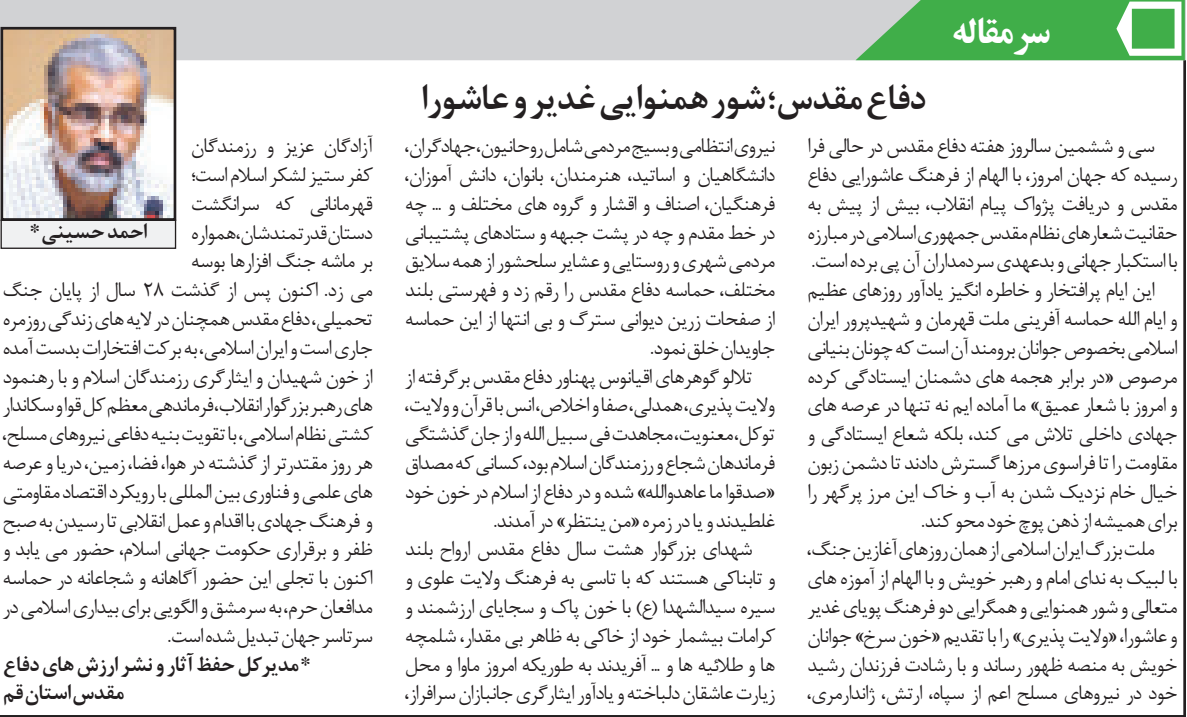 سر مقاله
دفاع مقدس؛شور همنوایی غدیر و عاشورا
سی و ششمین سالروز هفته دفاع مقدس در حالی فرا
رسیده که جهان امروز، با الهام از فرهنگ عاشورایی دفاع
مقدس و دریافت پژواک پیام انقلاب، بیش از پیش به
حقانیت شعارهای نظام مقدس جمهوری اسلامی در مبارزه
با استکبار جهانی و بدعهدی سردمداران آن پی برده است.
این ایام پرافتخار و خاطره انگیز یادآور روزهای عظیم
و ایام الله حماسه آفرینی ملت قهرمان و شهیدپرور ایران
اسلامی بخصوص جوانان برومند آن است که چونان بنیانی
مرصوص «در برابر هجمه های دشمنان ایستادگی کرده
و امروز با شعار عمیق» ما آماده ایم نه تنها در عرصه های
جهادی داخلی تلاش می کند، بلکه شعاع ایستادگی و
مقاومت را تا فراسوی مرزها گسترش دادند تا دشمن زبون
خیال خام نزدیک شدن به آب و خاک این مرز پرگهر را
برای همیشه از ذهن پوچ خود محو کند.
ملت بزرگ ایران اسلامی از همان روزهای آغازین جنگ،
با لبیک به ندای امام و رهبر خویش و با الهام از آموزه های
متعالی و شور همنوایی و همگرایی دو فرهنگ پویای غدیر
و عاشورا، «ولایت پذیری» را با تقدیم «خون سرخ» جوانان
خویش به منصه ظهور رساند و با رشادت فرزندان رشید
خود در نیروهای مسلح اعم از سپاه، ارتش، ژاندارمری،
نیروی انتظامی و بسیج مردمی شامل روحانیون، جهادگران،
دانشگاهیان و اساتید، هنرمندان، بانوان، دانش آموزان،
فرهنگیان، اصناف و اقشار و گروه های مختلف و ... چه
در خط مقدم و چه در پشت جبهه و ستادهای پشتیبانی
مردمی شهری و روستایی و عشایر سلحشور از همه سلایق
مختلف، حماسه دفاع مقدس را رقم زد و فهرستی بلند
از صفحات زرین دیوانی سترگ و بی انتها از این حماسه
جاویدان خلق نمود.
تلالو گوهرهای اقیانوس پهناور دفاع مقدس برگرفته از
ولایت پذیری، همدلی، صفا و اخلاص، انس با قرآن و ولایت،
توکل، معنویت، مجاهدت فی سبیل الله و از جان گذشتگی
فرماندهان شجاع و رزمندگان اسلام بود، کسانی که مصداق
«صدقوا ما عاهدوالله» شده و در دفاع از اسلام در خون خود
غلطیدند و یا در زمره «من ینتظر» در آمدند.
شهدای بزرگوار هشت سال دفاع مقدس ارواح بلند
و تابناکی هستند که با تاسی به فرهنگ ولایت علوی و
سیره سیدالشهدا (ع) با خون پاک و سجایای ارزشمند و
کرامات بیشمار خود از خاکی به ظاهر بی مقدار، شلمچه
ها و طلائیه ها و ... آفریدند به طوریکه امروز ماوا و محل
زیارت عاشقان دلباخته و یادآور ایثارگری جانبازان سرافراز،
آزادگان عزیز و رزمندگان
کفر ستیز لشکر اسلام است؛
قهرمانانی که سرانگشت
دستان قدرتمندشان، همواره
بر ماشه جنگ افزارها بوسه
احمد حسینی*
می زد. اکنون پس از گذشت ۲۸ سال از پایان جنگ
تحمیلی، دفاع مقدس همچنان در لایه های زندگی روزمره
جاری است و ایران اسلامی، به برکت افتخارات بدست آمده
از خون شهیدان و ایثارگری رزمندگان اسلام و با رهنمود
های رهبر بزرگوار انقلاب، فرماندهی معظم کل قوا و سکاندار
کشتی نظام اسلامی، با تقویت بنیه دفاعی نیروهای مسلح،
هر روز مقتدرتر از گذشته در هوا، فضا، زمین، دریا و عرصه
های علمی و فناوری بین المللی با رویکرد اقتصاد مقاومتی
و فرهنگ جهادی با اقدام و عمل انقلابی تا رسیدن به صبح
ظفر و برقراری حکومت جهانی اسلام، حضور می یابد و
اکنون با تجلی این حضور آگاهانه و شجاعانه در حماسه
مدافعان حرم، به سرمشق و الگویی برای بیداری اسلامی در
سرتاسر جهان تبدیل شده است.
*مدیرکل حفظ آثار و نشر ارزش های دفاع
مقدس استان قم